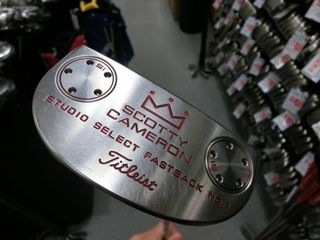 SCOTTY
CAMERON
STUDIO SELECT FASTBACK NO.1
Titleist